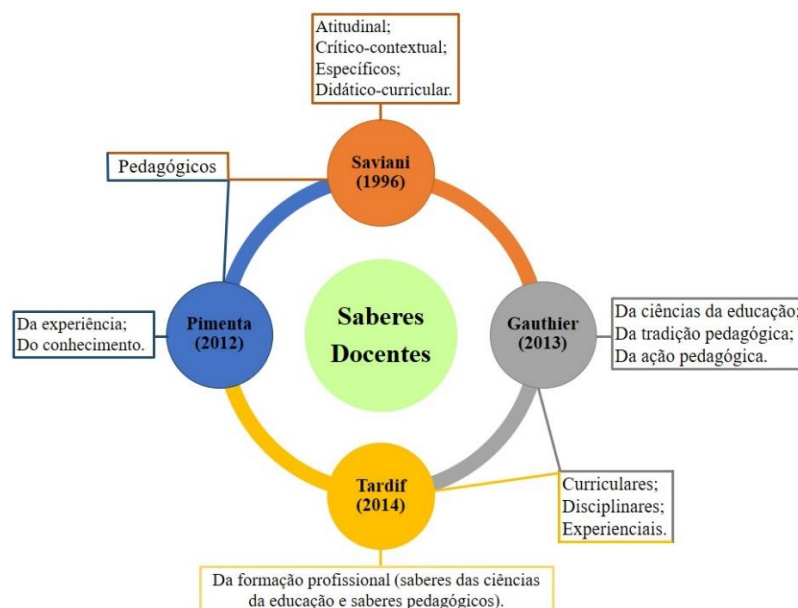 Atitudinal;
Crítico-contextual;
Específicos;
Didático-curricular.
Saviani
(1996)
Pedagógicos
Da experiência;
Do conhecimento.
Pimenta
(2012)
Saberes
Docentes
Gauthier
(2013)
Da ciências da educação;
Da tradição pedagógica;
Da ação pedagógica.
Tardif
(2014)
Curriculares;
Disciplinares;
Experienciais.
Da formação profissional (saberes das ciências
da educação e saberes pedagógicos).